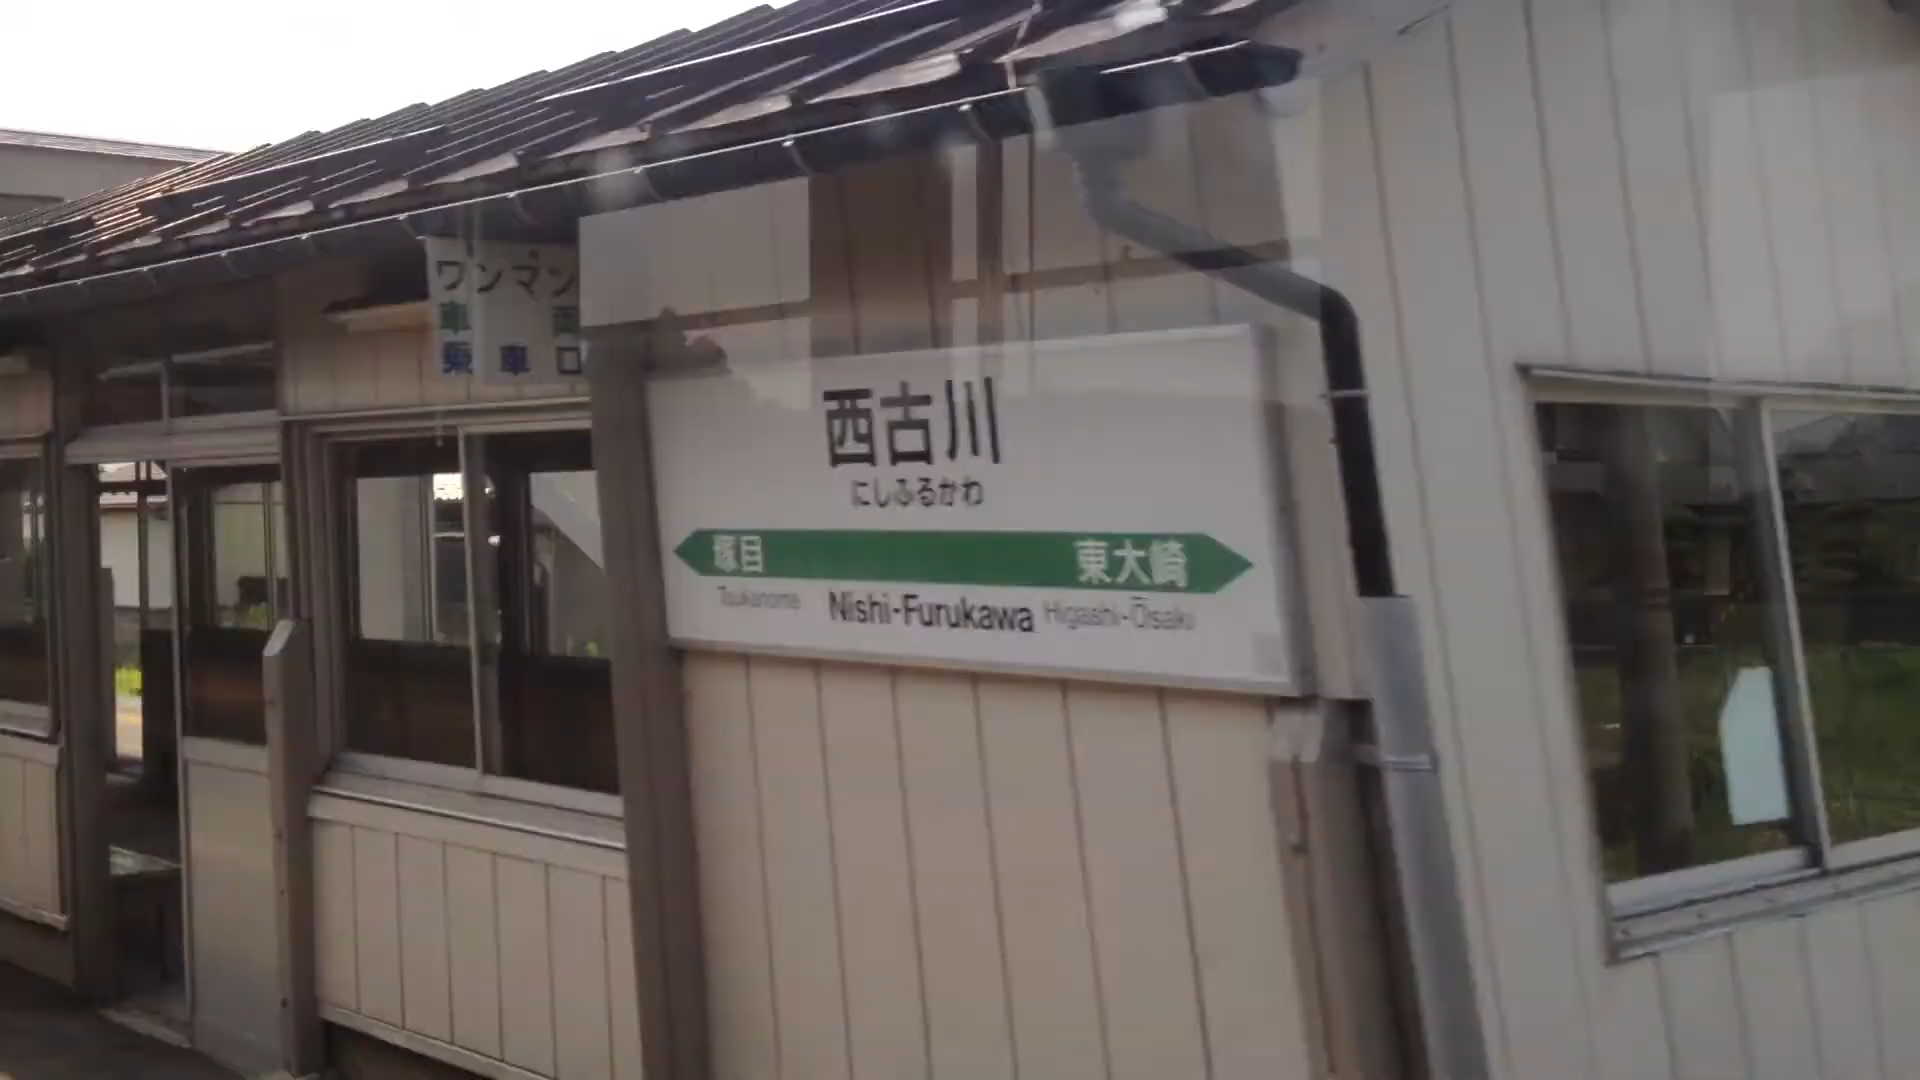 ワンマン
車両
乗車口
西古川
にしふるかわ
塚目 東大崎
Tsukanome Nishi-Furukawa Higashi-Ōsaki